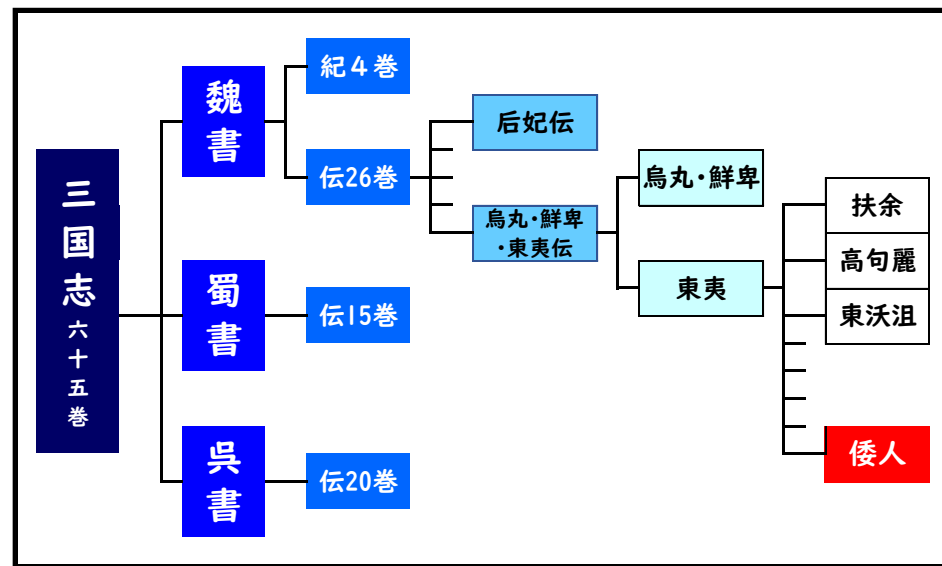 三国志六十五巻
魏書
紀４巻
伝26巻
后妃伝
烏丸・鮮卑
・東夷伝
烏丸・鮮卑
東夷
扶余
高句麗
東沃沮
倭人
蜀書
伝15巻
呉書
伝20巻